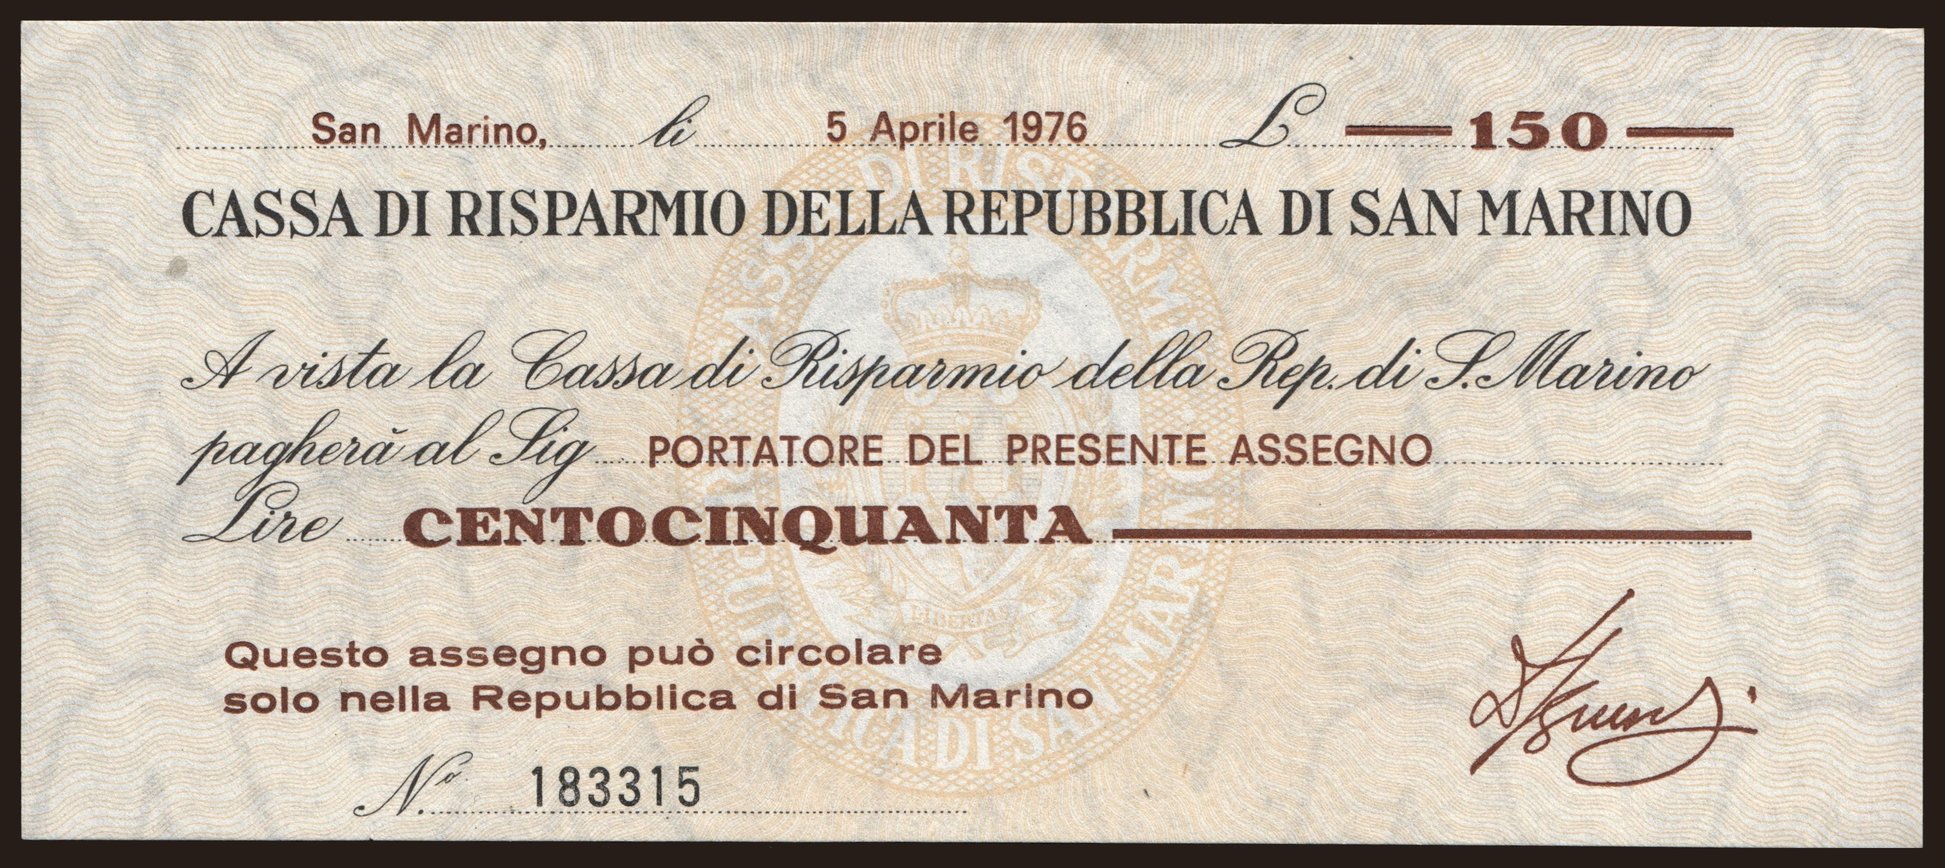 San Marino, li 5 Aprile 1976 £ 150
CASSA DI RISPARMIO DELLA REPUBBLICA DI SAN MARINO
A vista la Cassa di Risparmio della Rep. di S. Marino
pagherà al Sig PORTATORE DEL PRESENTE ASSEGNO
Lire CENTOCINQUANTA
Questo assegno può circolare
solo nella Repubblica di San Marino
No. 183315
LIBERTAS